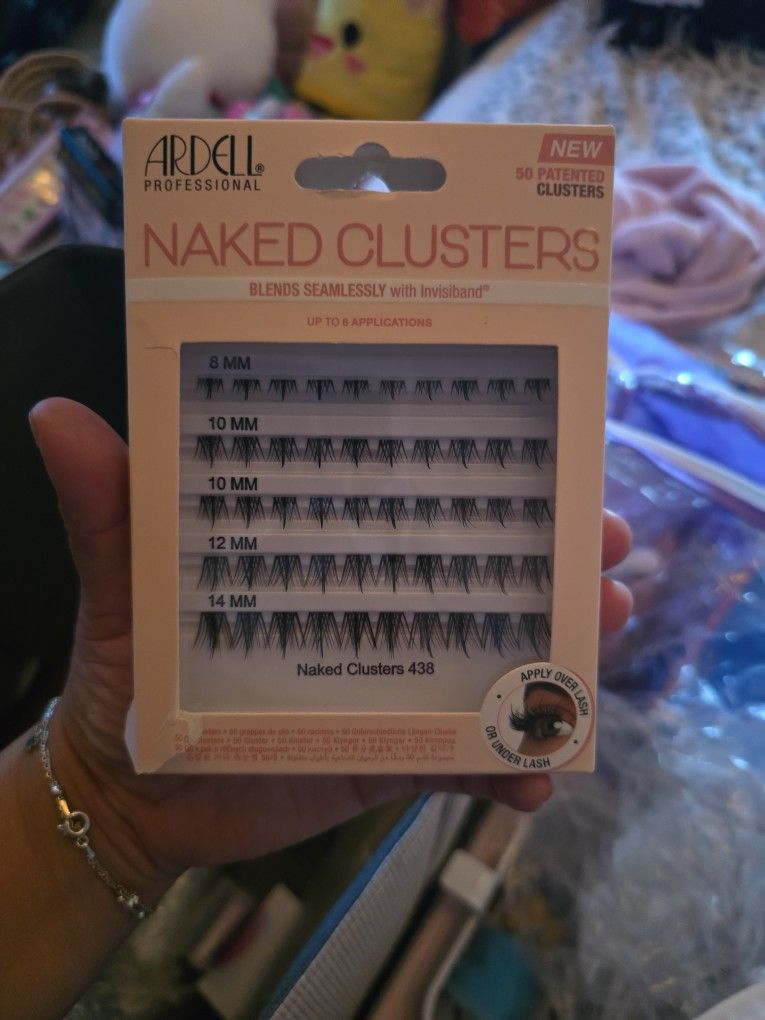 ARDELL®
PROFESSIONAL
NEW
50 PATENTED
CLUSTERS
NAKED CLUSTERS
BLENDS SEAMLESSLY with Invisiband®
UP TO 8 APPLICATIONS
8 MM
10 MM
10 MM
12 MM
14 MM
Naked Clusters 438
APPLY OVER LASH
OR UNDER LASH